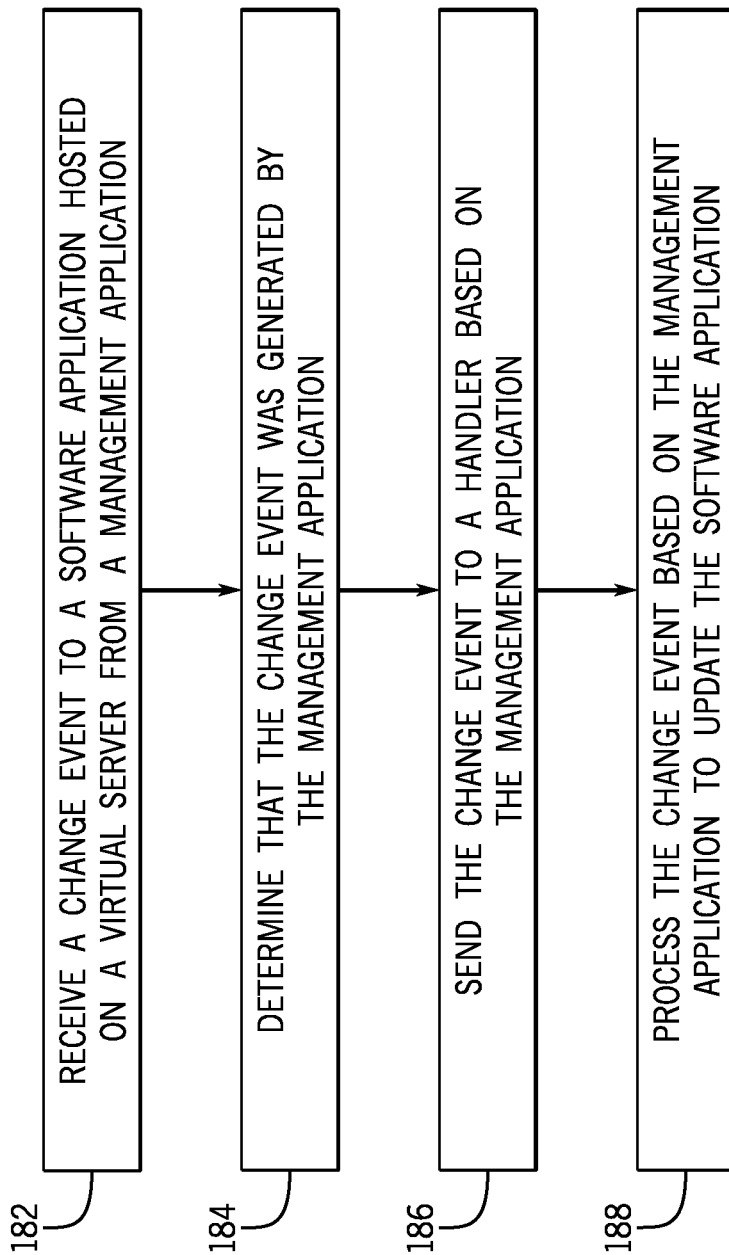 182
RECEIVE A CHANGE EVENT TO A SOFTWARE APPLICATION HOSTED
ON A VIRTUAL SERVER FROM A MANAGEMENT APPLICATION
184
DETERMINE THAT THE CHANGE EVENT WAS GENERATED BY
THE MANAGEMENT APPLICATION
186
SEND THE CHANGE EVENT TO A HANDLER BASED ON
THE MANAGEMENT APPLICATION
188
PROCESS THE CHANGE EVENT BASED ON THE MANAGEMENT
APPLICATION TO UPDATE THE SOFTWARE APPLICATION